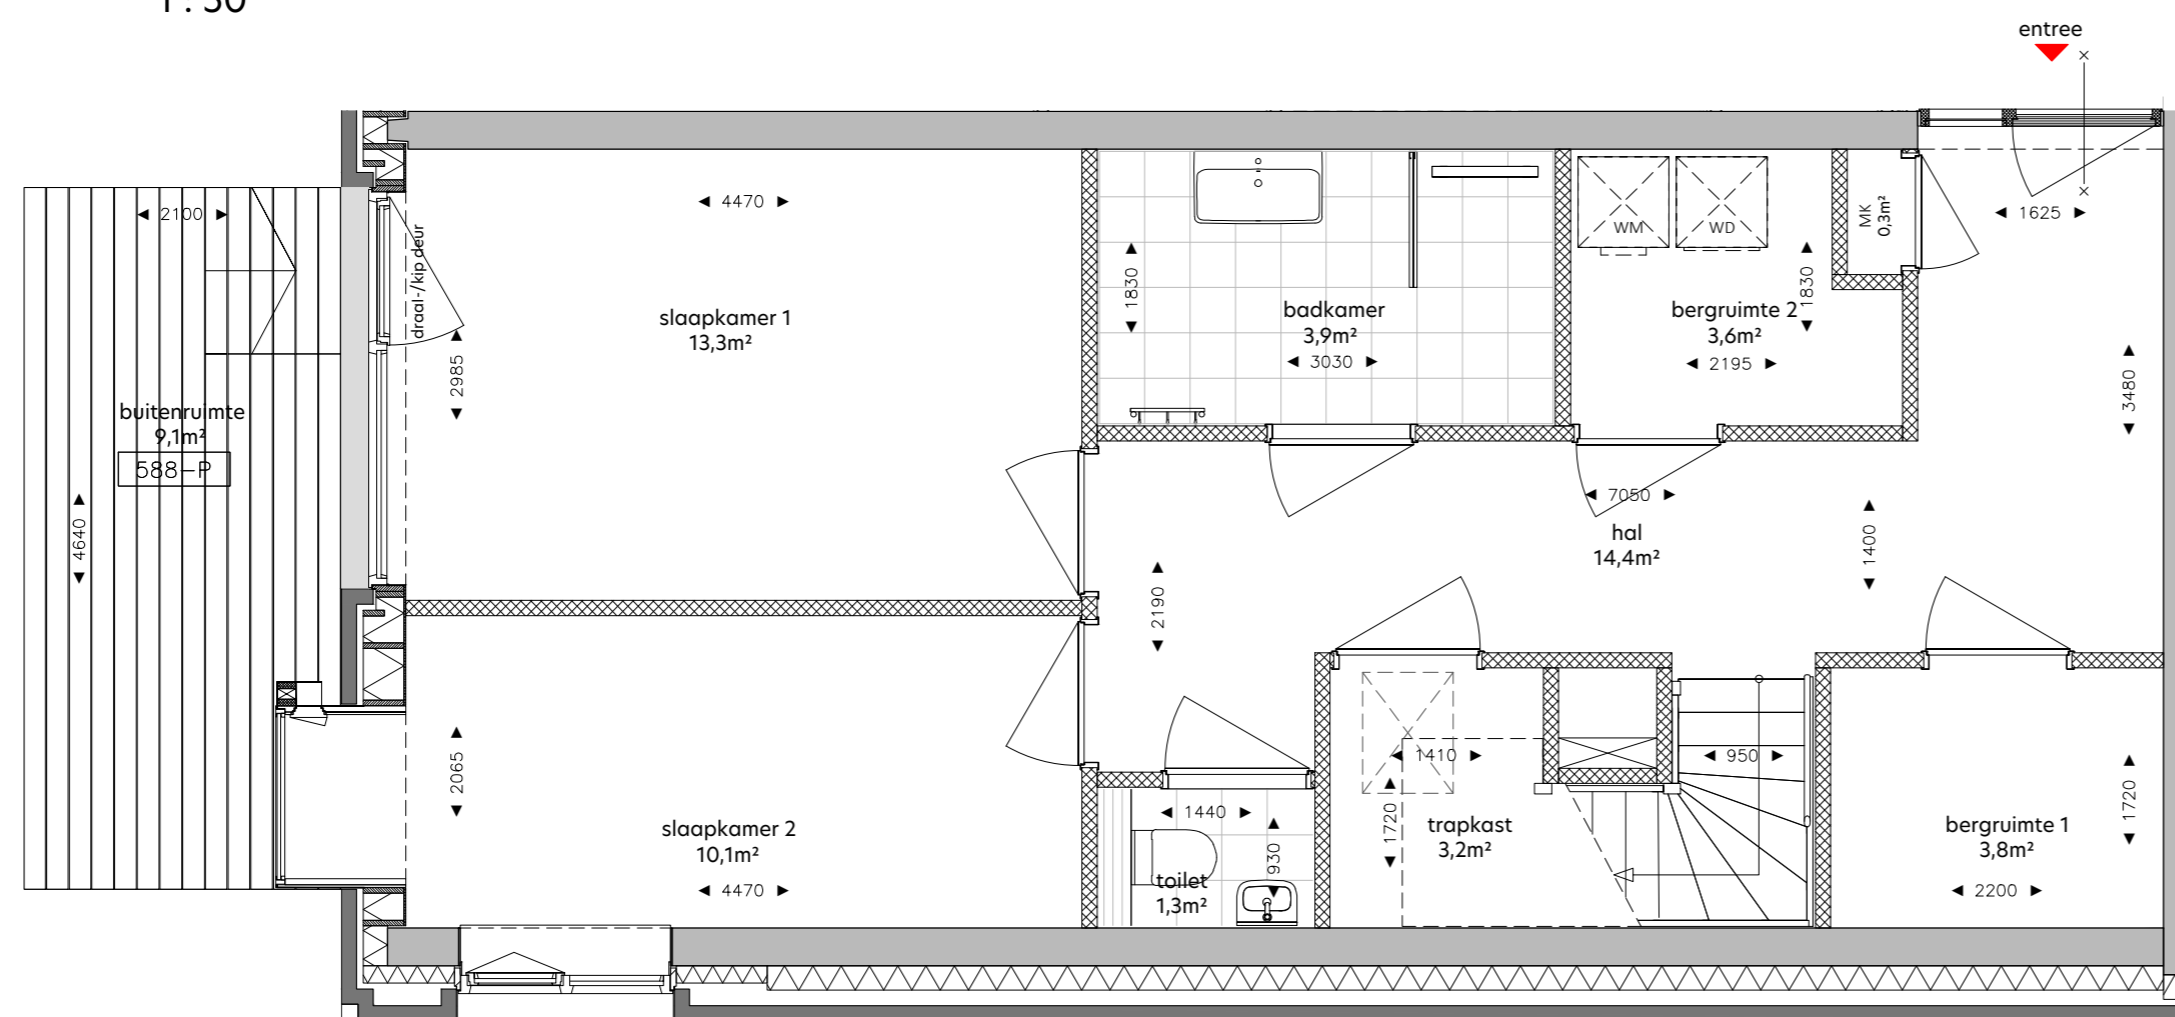 1 : 50
entree
2100
4470
1625
WM
WD
MK
0,3m²
draai-/kip deur
1830
1830
slaapkamer 1
13,3m²
badkamer
3,9m²
3030
bergruimte 2
3,6m²
2195
2985
3480
buitenruimte
9,1m²
588-P
4640
7050
hal
14,4m²
1400
2190
2065
1410
950
1720
1720
1440
930
slaapkamer 2
10,1m²
4470
toilet
1,3m²
trapkast
3,2m²
bergruimte 1
3,8m²
2200